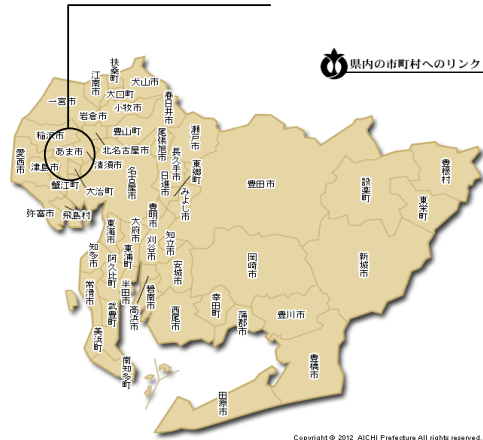 県内の市町村へのリンク
扶桑町
犬山市
江南市
大口町
一宮市
小牧市
春日井市
岩倉市
稲沢市
豊山町
尾張旭市
瀬戸市
愛西市
あま市
北名古屋市
長久手市
津島市
清須市
日進市
東郷町
名古屋市
蟹江町
大治町
みよし市
豊田市
設楽町
豊根村
東栄町
弥富市
飛島村
豊明市
東海市
大府市
刈谷市
知立市
知多市
東浦町
安城市
岡崎市
新城市
阿久比町
常滑市
半田市
高浜市
碧南市
武豊町
西尾市
幸田町
蒲郡市
豊川市
美浜町
南知多町
豊橋市
田原市
Copyright © 2012 AICHI Prefecture All rights reserved.